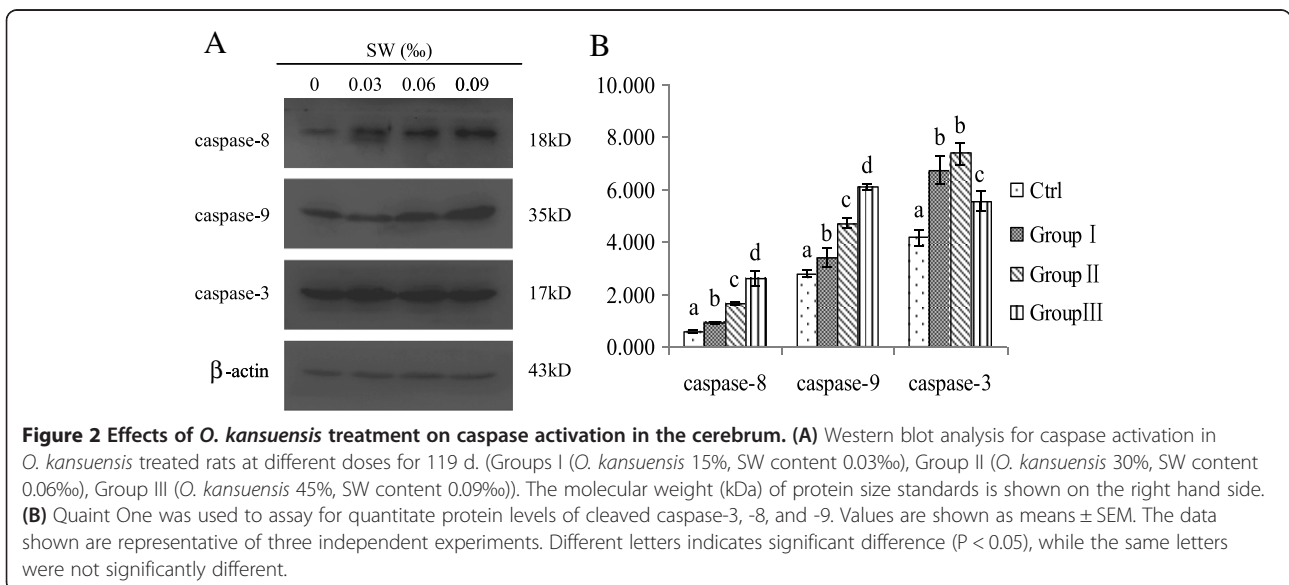 A
SW (‰)
0 0.03 0.06 0.09
caspase-8 18kD
caspase-9 35kD
caspase-3 17kD
β-actin 43kD
B
10.000
8.000
6.000
4.000
2.000
0.000
a b c d
a b c d
a b b c
caspase-8 caspase-9 caspase-3
Ctrl
Group Ⅰ
Group Ⅱ
GroupⅢ
Figure 2 Effects of O. kansuensis treatment on caspase activation in the cerebrum. (A) Western blot analysis for caspase activation in
O. kansuensis treated rats at different doses for 119 d. (Groups I (O. kansuensis 15%, SW content 0.03‰), Group II (O. kansuensis 30%, SW content
0.06‰), Group III (O. kansuensis 45%, SW content 0.09‰)). The molecular weight (kDa) of protein size standards is shown on the right hand side.
(B) Quaint One was used to assay for quantitate protein levels of cleaved caspase-3, -8, and -9. Values are shown as means ± SEM. The data
shown are representative of three independent experiments. Different letters indicates significant difference (P < 0.05), while the same letters
were not significantly different.